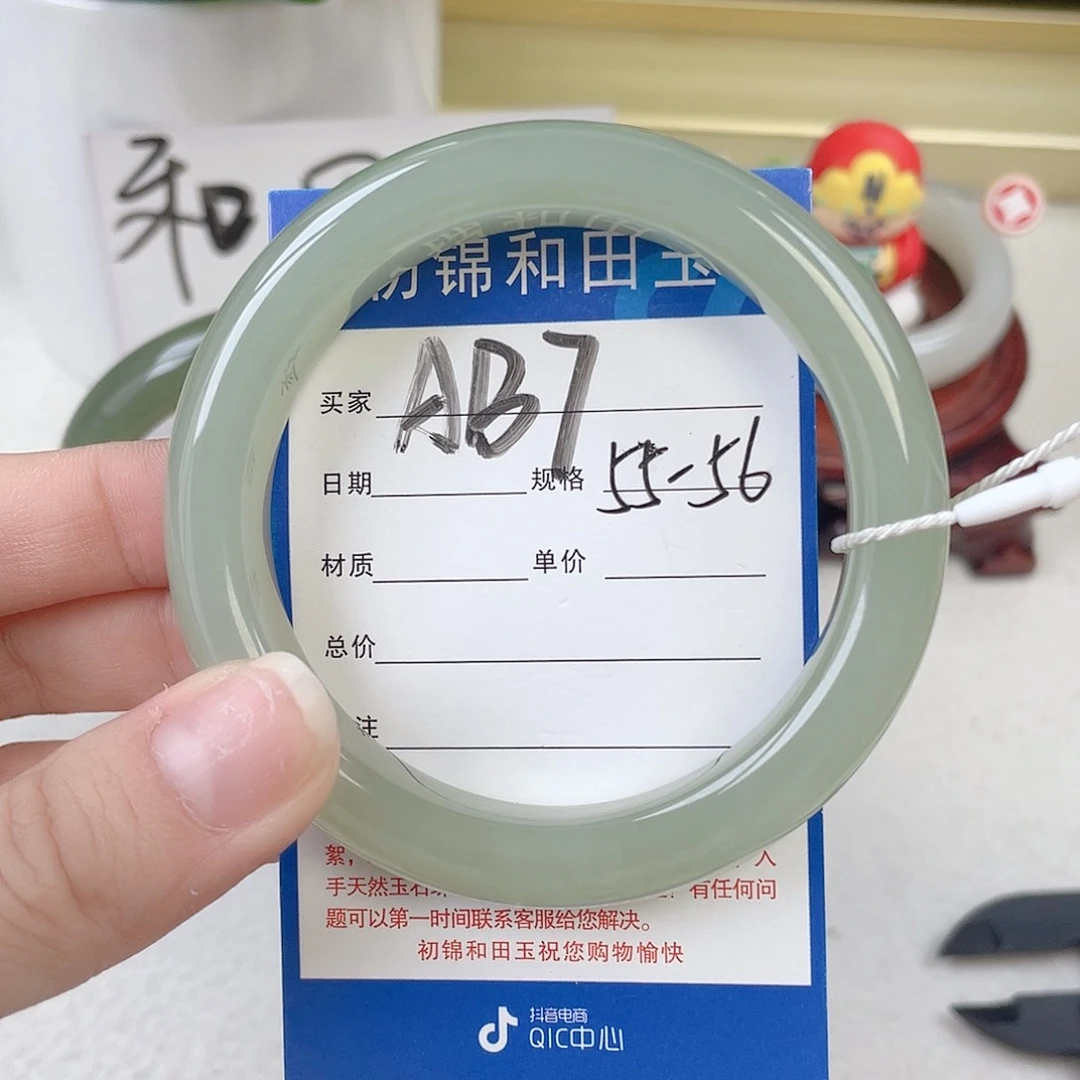 和
初锦和田玉
买家 AB7
日期 规格 55-56
材质 单价
总价
注
絮，
手天然玉石 有任何问
题可以第一时间联系客服给您解决。
初锦和田玉祝您购物愉快
抖音电商
QIC中心